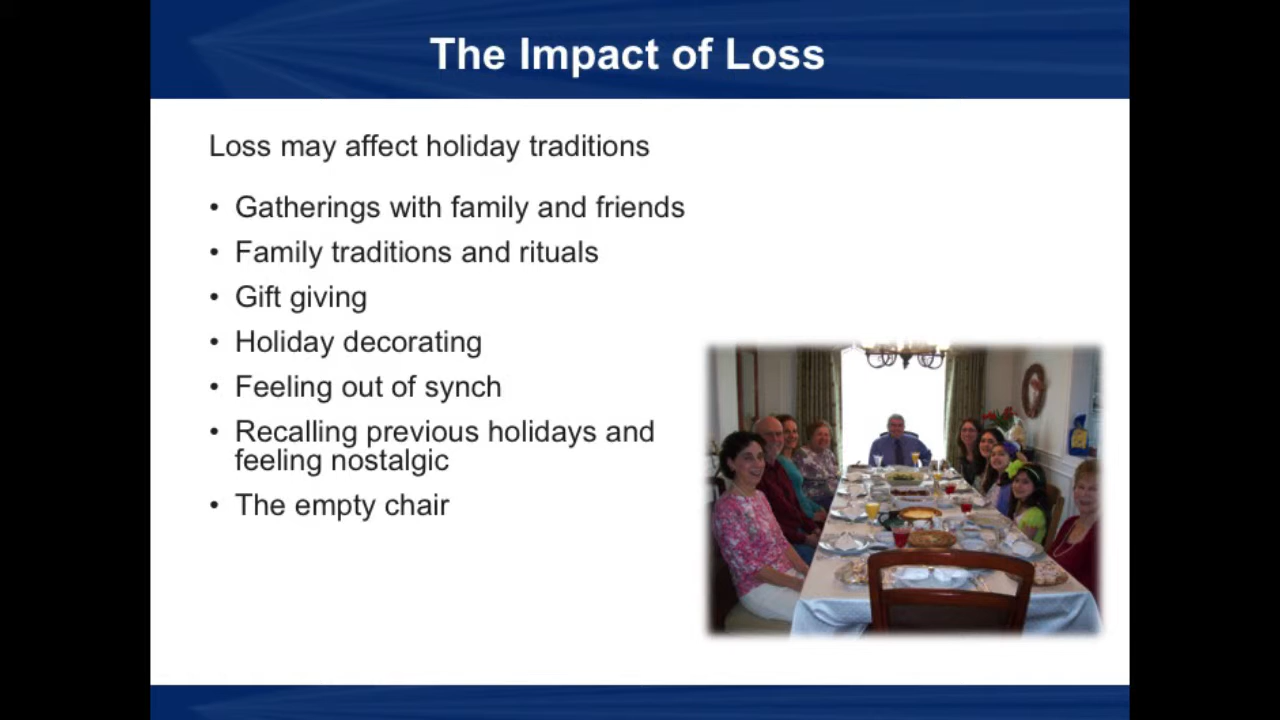 The Impact of Loss
Loss may affect holiday traditions
• Gatherings with family and friends
• Family traditions and rituals
• Gift giving
• Holiday decorating
• Feeling out of synch
• Recalling previous holidays and
feeling nostalgic
• The empty chair